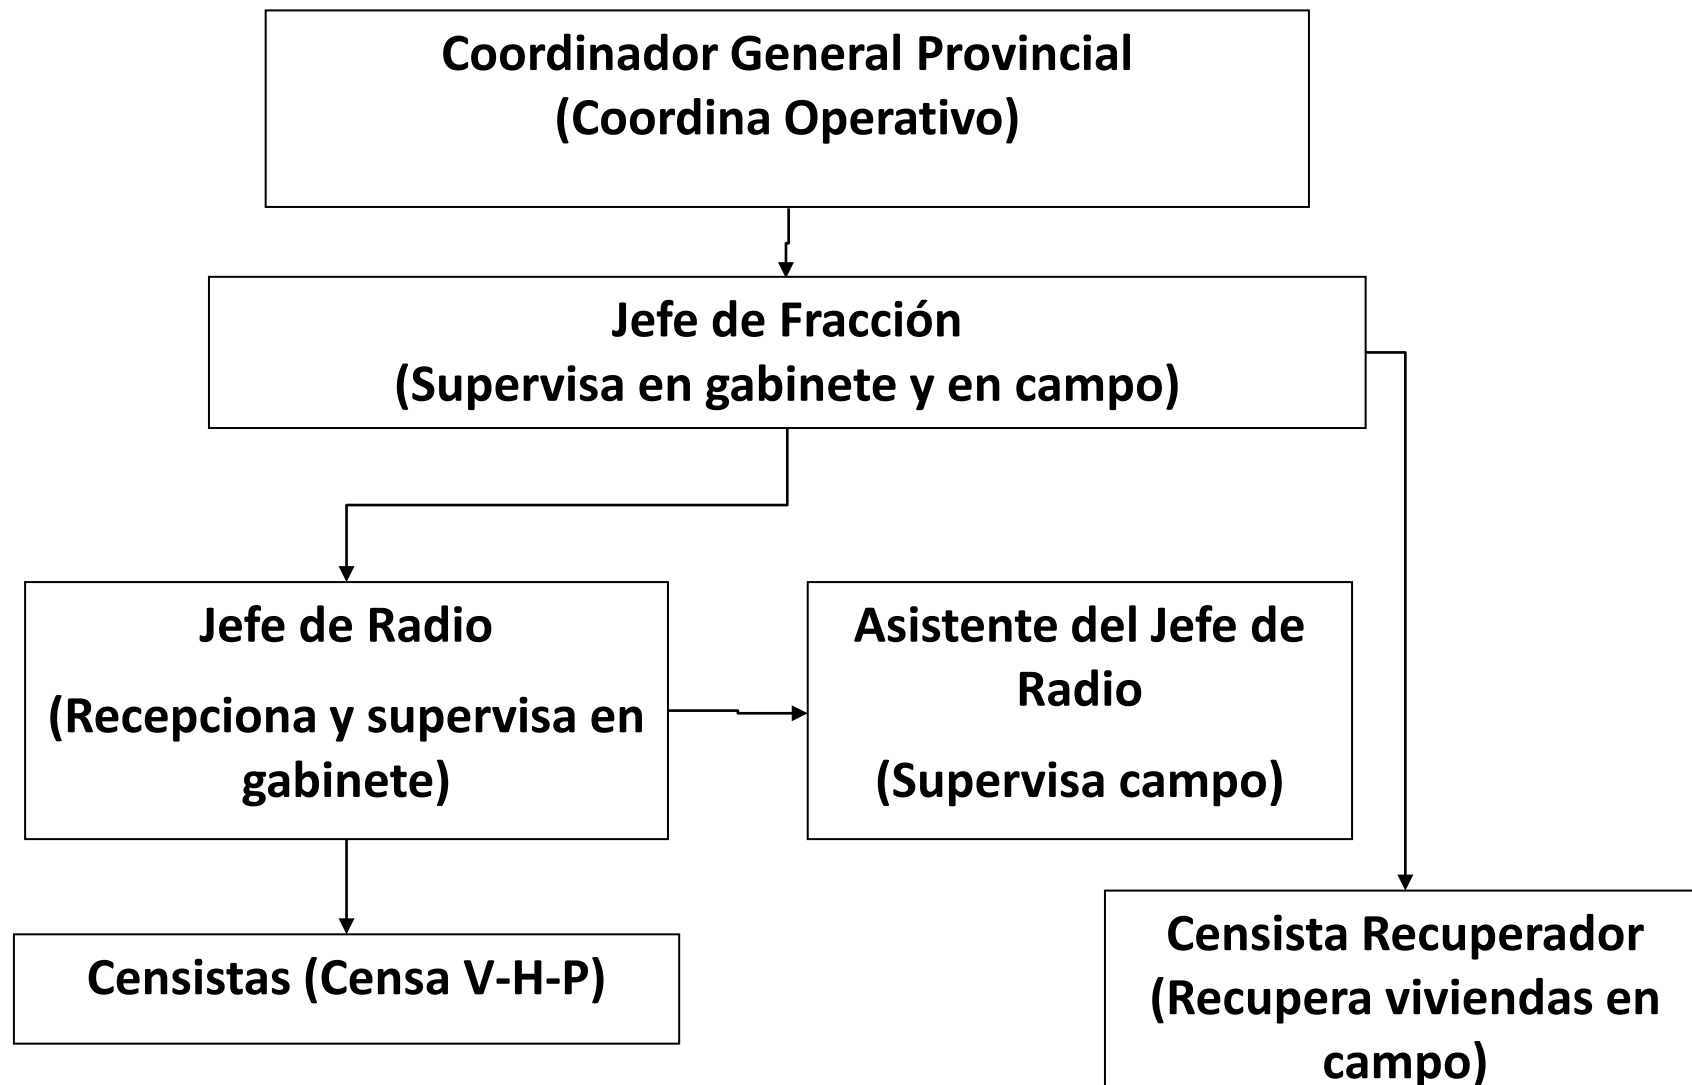 Coordinador General Provincial
(Coordina Operativo)
Jefe de Fracción
(Supervisa en gabinete y en campo)
Jefe de Radio
(Recepciona y supervisa en
gabinete)
Asistente del Jefe de
Radio
(Supervisa campo)
Censistas (Censa V-H-P)
Censista Recuperador
(Recupera viviendas en
campo)